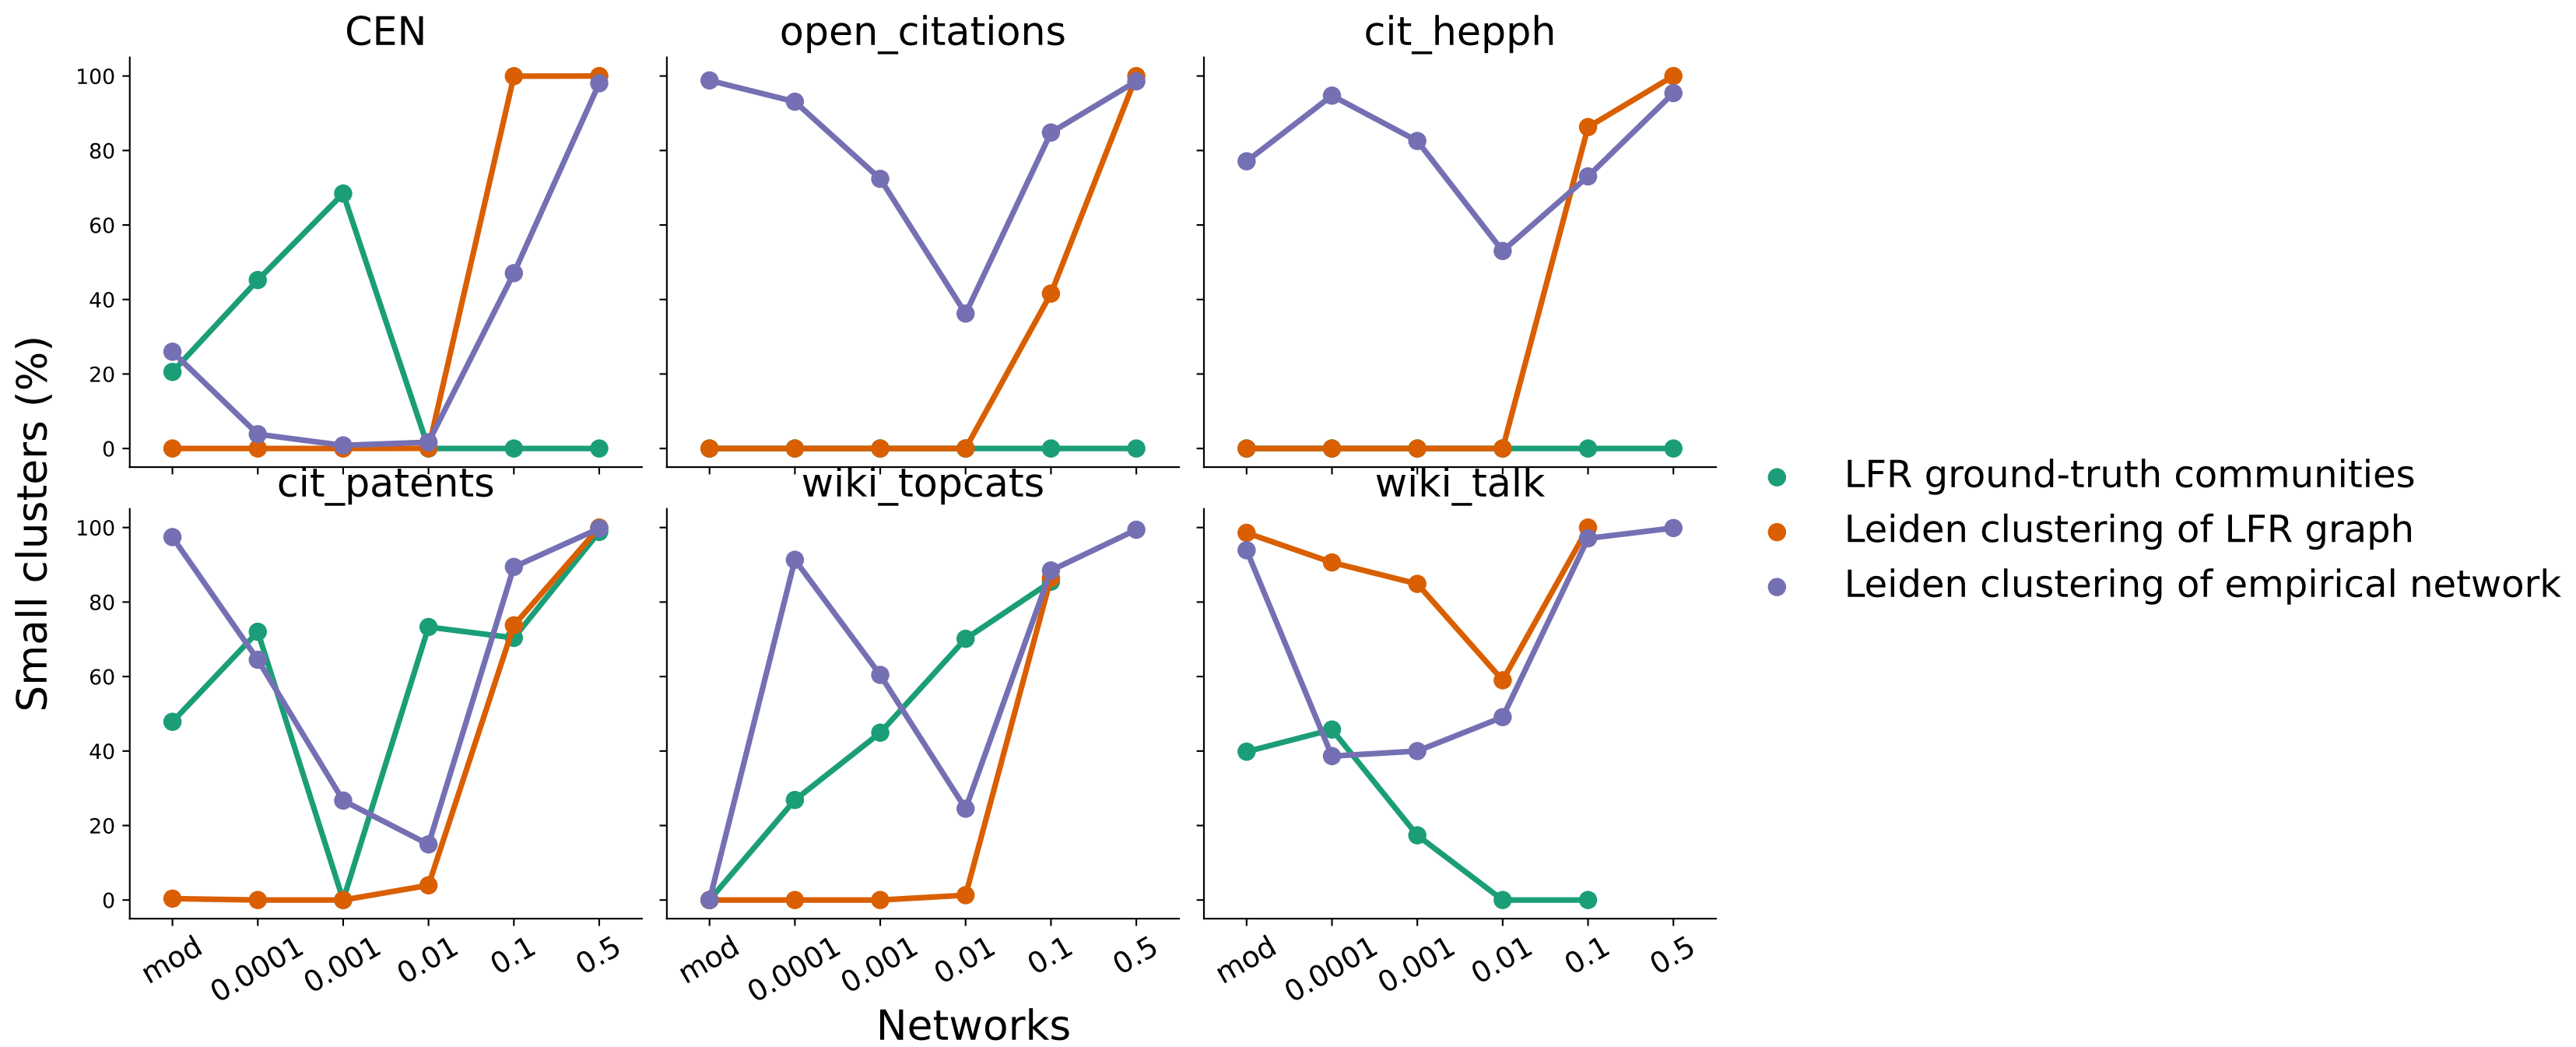 CEN
open_citations
cit_hepph
100
80
60
40
20
0
cit_patents
wiki_topcats
wiki_talk
100
80
60
40
20
0
Small clusters (%)
mod 0.0001 0.001 0.01 0.1 0.5
mod 0.0001 0.001 0.01 0.1 0.5
mod 0.0001 0.001 0.01 0.1 0.5
Networks
LFR ground-truth communities
Leiden clustering of LFR graph
Leiden clustering of empirical network